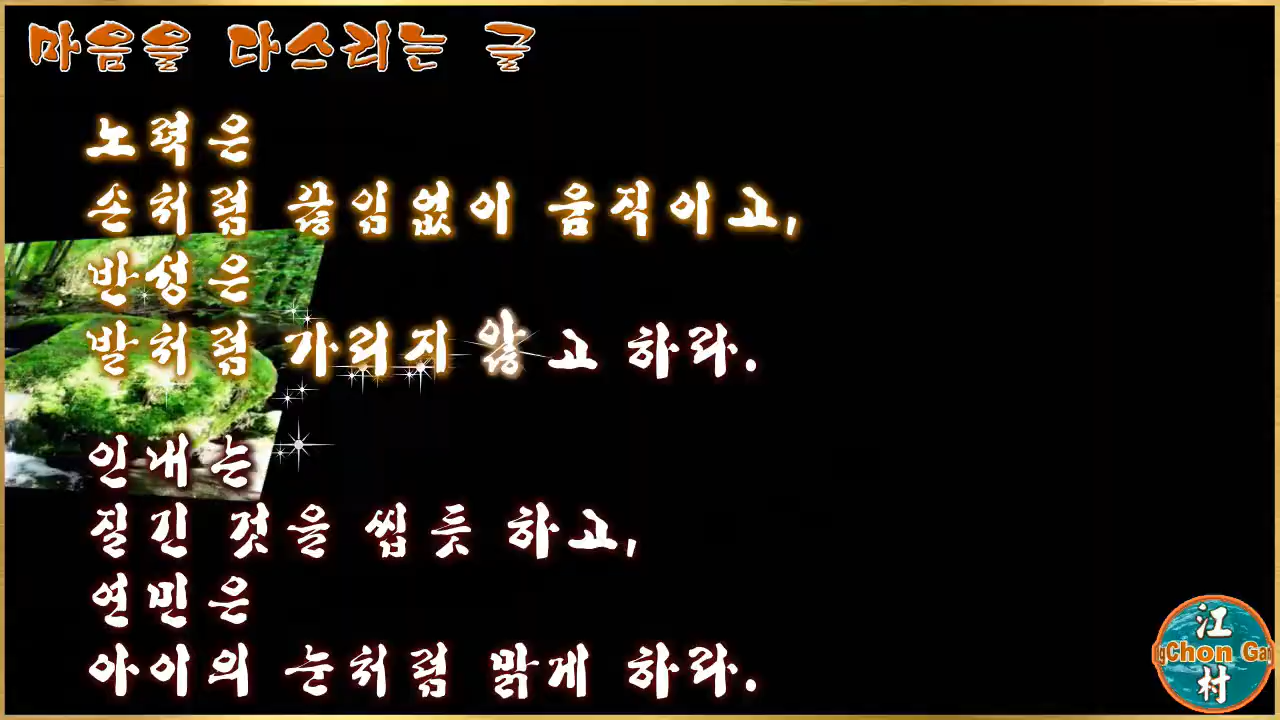 마음을 다스리는 글
노력은
손처럼 끊임없이 움직이고,
반성은
발처럼 가리지 않고 하라.
인내는
질긴 것을 씹듯 하고,
연민은
아이의 눈처럼 맑게 하라.
江
Chon Ga
村